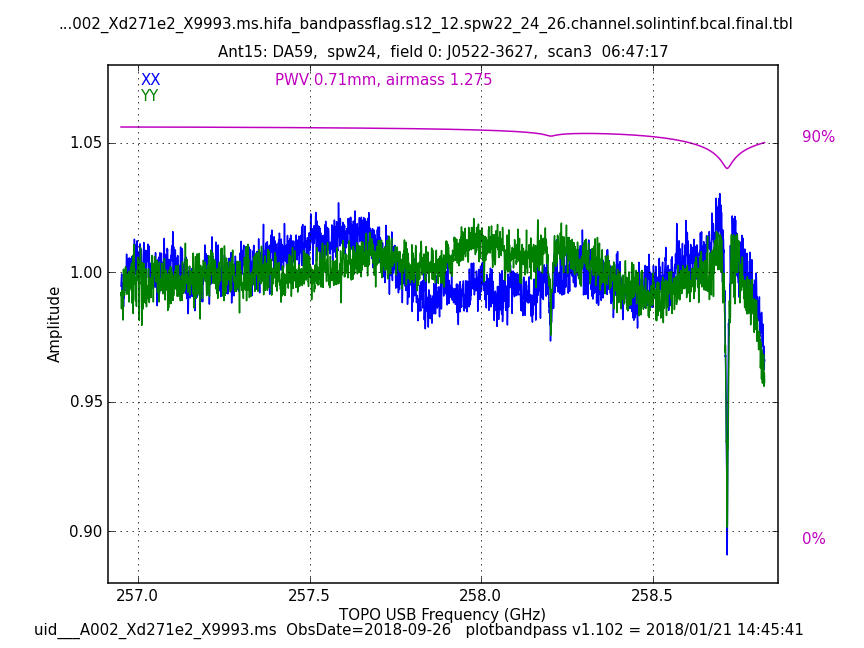 ...002_Xd271e2_X9993.ms.hifa_bandpassflag.s12_12.spw22_24_26.channel.solintinf.bcal.final.tbl
Ant15: DA59,  spw24,  field 0: J0522-3627,  scan3  06:47:17
XX
YY
PWV 0.71mm, airmass 1.275
90%
0%
1.05
1.00
0.95
0.90
Amplitude
257.0
257.5
258.0
258.5
TOPO USB Frequency (GHz)
uid___A002_Xd271e2_X9993.ms  ObsDate=2018-09-26   plotbandpass v1.102 = 2018/01/21 14:45:41